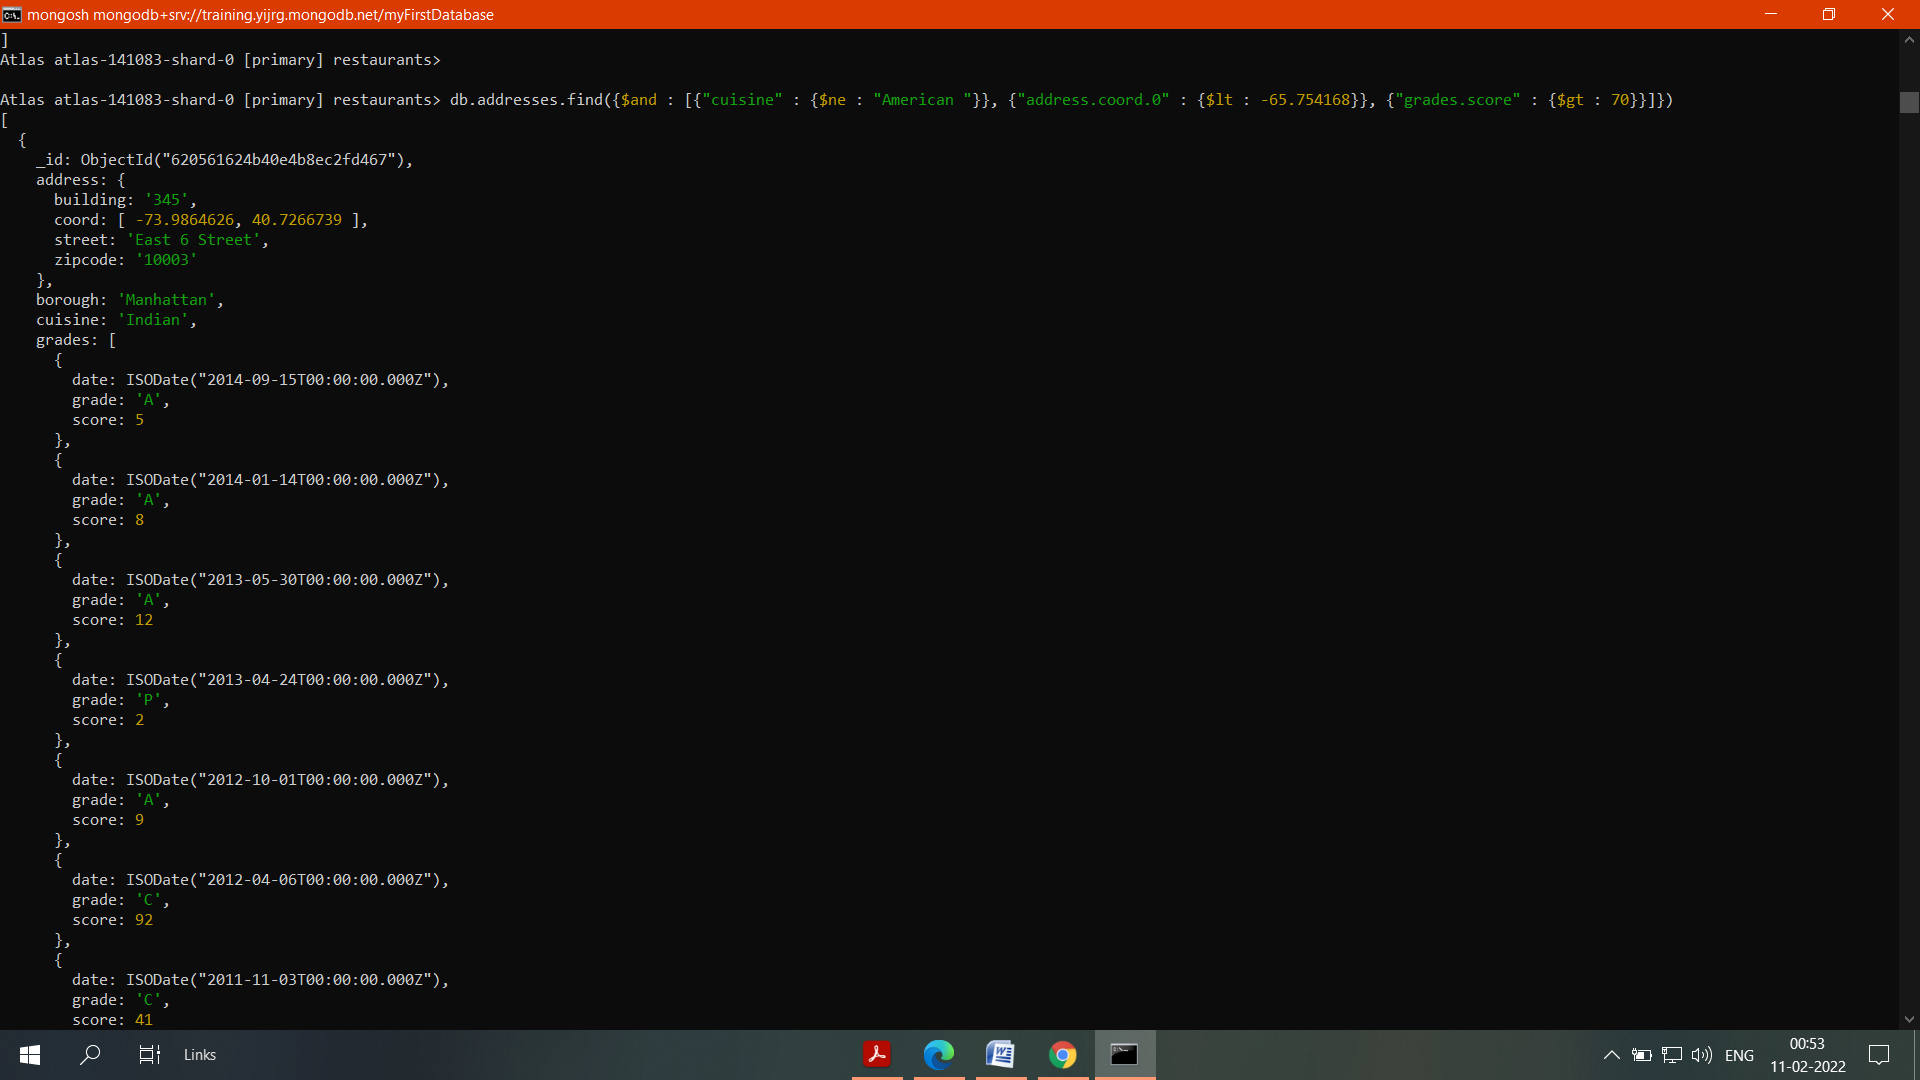 mongosh mongodb+srv://training.yijrg.mongodb.net/myFirstDatabase
]
Atlas atlas-141083-shard-0 [primary] restaurants>
Atlas atlas-141083-shard-0 [primary] restaurants> db.addresses.find({$and : [{"cuisine" : {$ne : "American "}}, {"address.coord.0" : {$lt : -65.754168}}, {"grades.score" : {$gt : 70}}]})
[
  {
    _id: ObjectId("620561624b40e4b8ec2fd467"),
    address: {
      building: '345',
      coord: [ -73.9864626, 40.7266739 ],
      street: 'East 6 Street',
      zipcode: '10003'
    },
    borough: 'Manhattan',
    cuisine: 'Indian',
    grades: [
      {
        date: ISODate("2014-09-15T00:00:00.000Z"),
        grade: 'A',
        score: 5
      },
      {
        date: ISODate("2014-01-14T00:00:00.000Z"),
        grade: 'A',
        score: 8
      },
      {
        date: ISODate("2013-05-30T00:00:00.000Z"),
        grade: 'A',
        score: 12
      },
      {
        date: ISODate("2013-04-24T00:00:00.000Z"),
        grade: 'P',
        score: 2
      },
      {
        date: ISODate("2012-10-01T00:00:00.000Z"),
        grade: 'A',
        score: 9
      },
      {
        date: ISODate("2012-04-06T00:00:00.000Z"),
        grade: 'C',
        score: 92
      },
      {
        date: ISODate("2011-11-03T00:00:00.000Z"),
        grade: 'C',
        score: 41
Links
ENG
00:53
11-02-2022